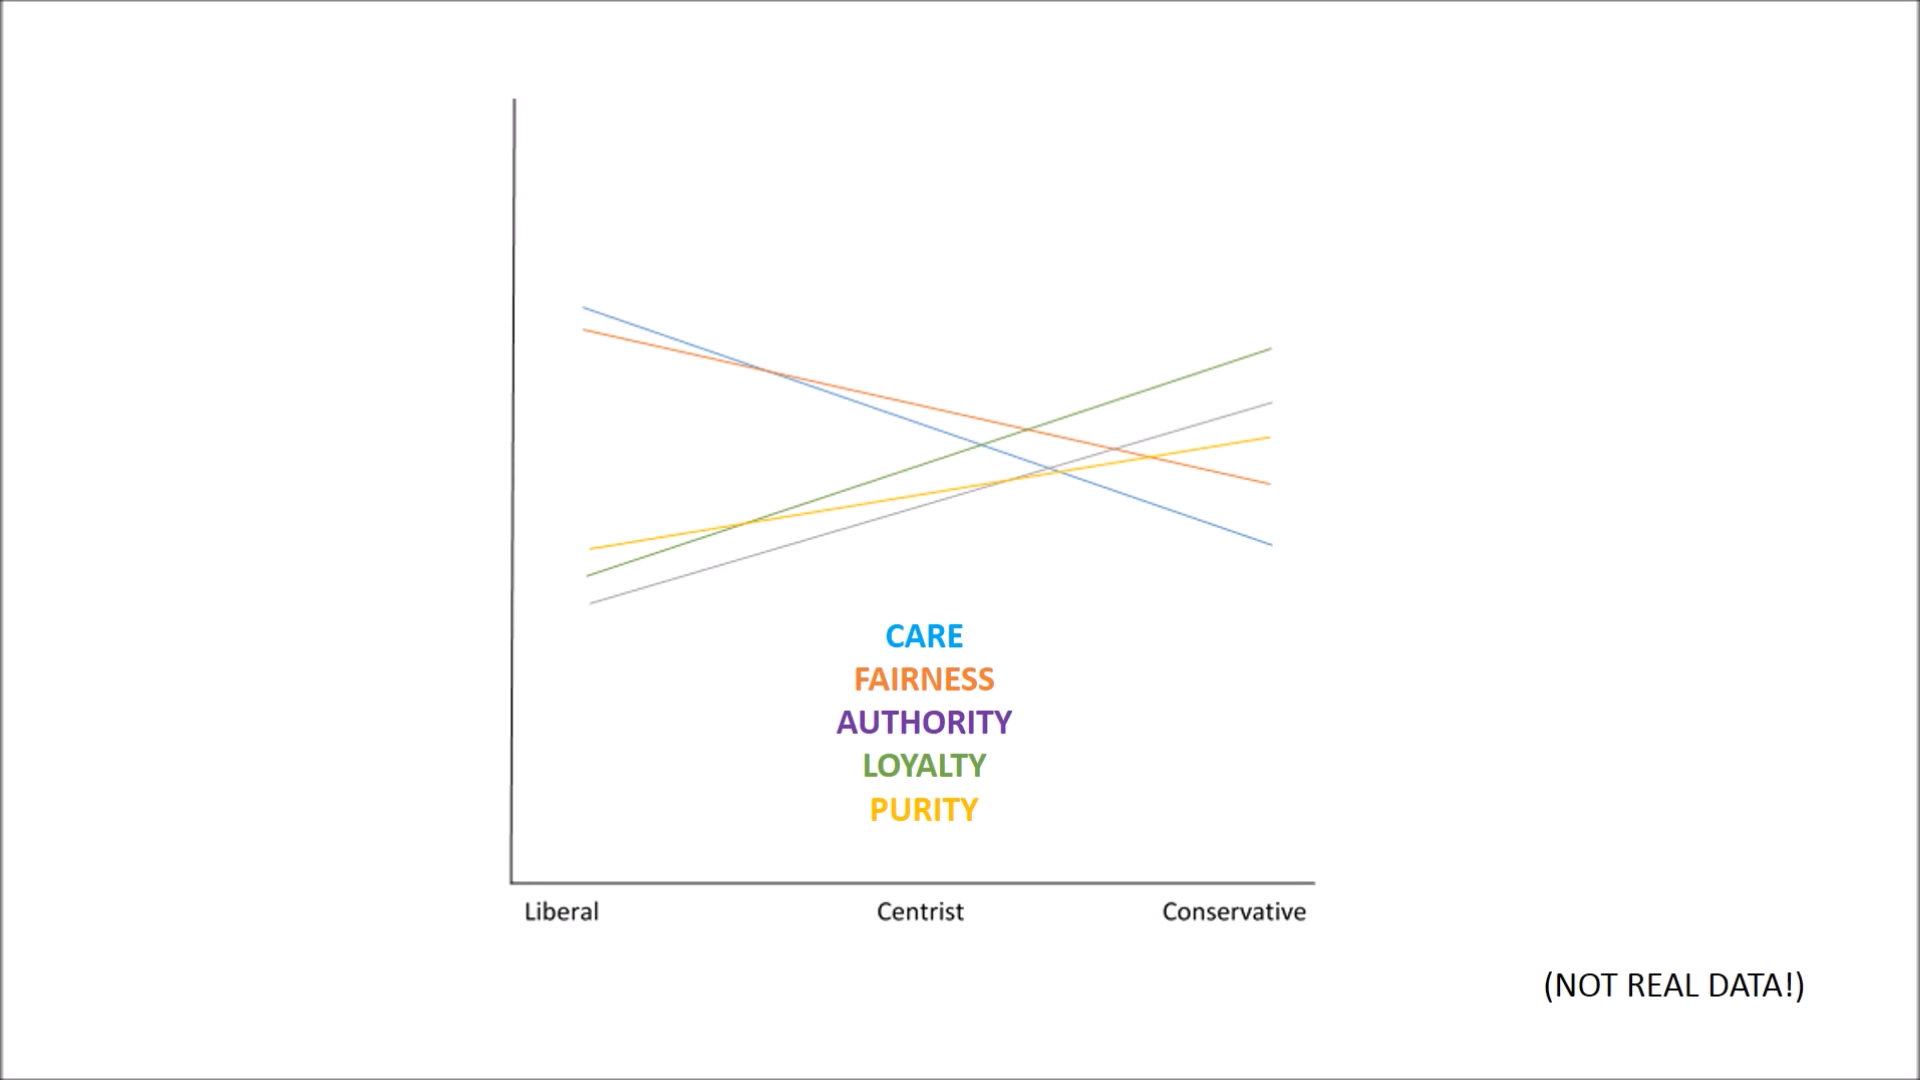 CARE
FAIRNESS
AUTHORITY
LOYALTY
PURITY
Liberal
Centrist
Conservative
(NOT REAL DATA!)